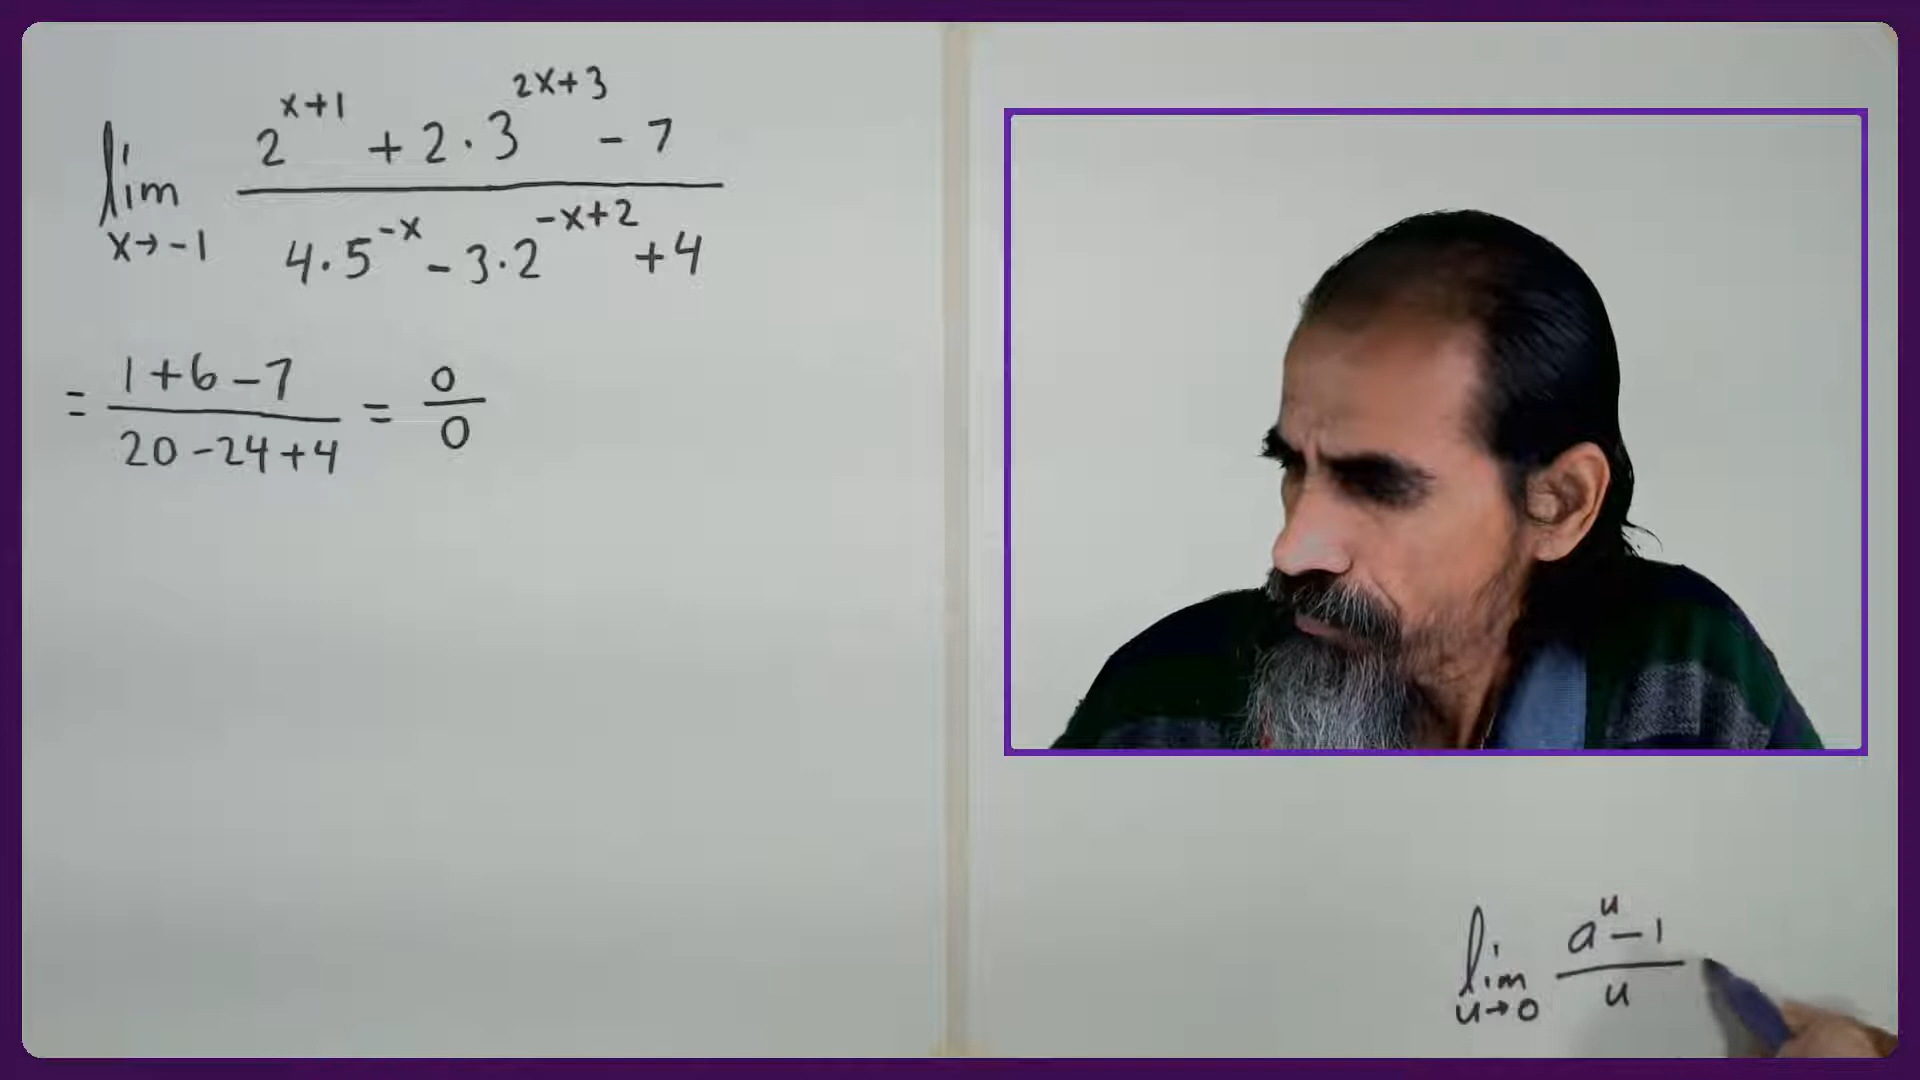 lim x→-1 (2^(x+1) + 2·3^(2x+3) - 7) / (4·5^(-x) - 3·2^(-x+2) + 4)
= (1+6-7) / (20-24+4) = 0/0
lim u→0 (a^u - 1) / u